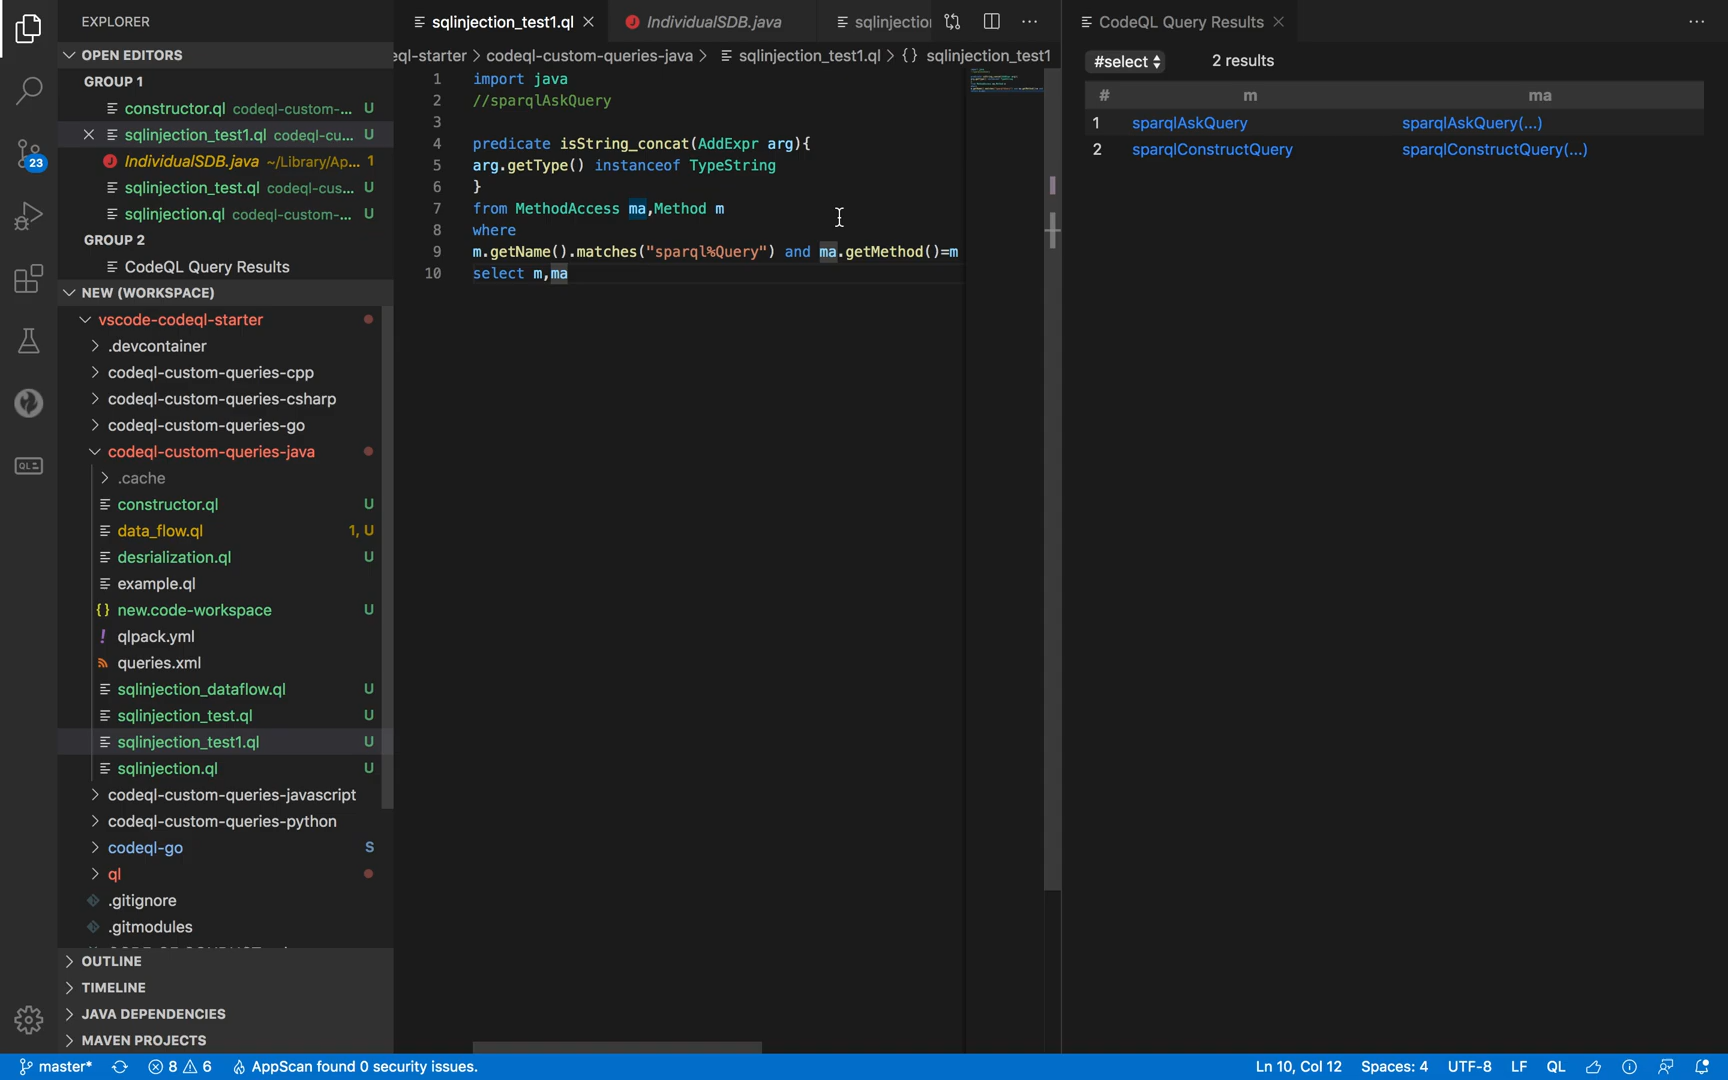 EXPLORER
OPEN EDITORS
GROUP 1
constructor.ql codeql-custom-... U
sqlinjection_test1.ql codeql-cu... U
IndividualSDB.java ~/Library/Ap... 1
sqlinjection_test.ql codeql-cus... U
sqlinjection.ql codeql-custom-... U
GROUP 2
CodeQL Query Results
NEW (WORKSPACE)
vscode-codeql-starter
.devcontainer
codeql-custom-queries-cpp
codeql-custom-queries-csharp
codeql-custom-queries-go
codeql-custom-queries-java
.cache
constructor.ql U
data_flow.ql 1, U
desrialization.ql U
example.ql
{} new.code-workspace U
! qlpack.yml
queries.xml
sqlinjection_dataflow.ql U
sqlinjection_test.ql U
sqlinjection_test1.ql U
sqlinjection.ql U
codeql-custom-queries-javascript
codeql-custom-queries-python
codeql-go S
ql
.gitignore
.gitmodules
OUTLINE
TIMELINE
JAVA DEPENDENCIES
MAVEN PROJECTS
23
QL
sqlinjection_test1.ql
IndividualSDB.java
sqlinjectio
eql-starter > codeql-custom-queries-java > sqlinjection_test1.ql > {} sqlinjection_test1
1 import java
2 //sparqlAskQuery
3
4 predicate isString_concat(AddExpr arg){
5 arg.getType() instanceof TypeString
6 }
7 from MethodAccess ma,Method m
8 where
9 m.getName().matches("sparql%Query") and ma.getMethod()=m
10 select m,ma
CodeQL Query Results
#select 2 results
# m ma
1 sparqlAskQuery sparqlAskQuery(...)
2 sparqlConstructQuery sparqlConstructQuery(...)
master* 8 6 AppScan found 0 security issues. Ln 10, Col 12 Spaces: 4 UTF-8 LF QL